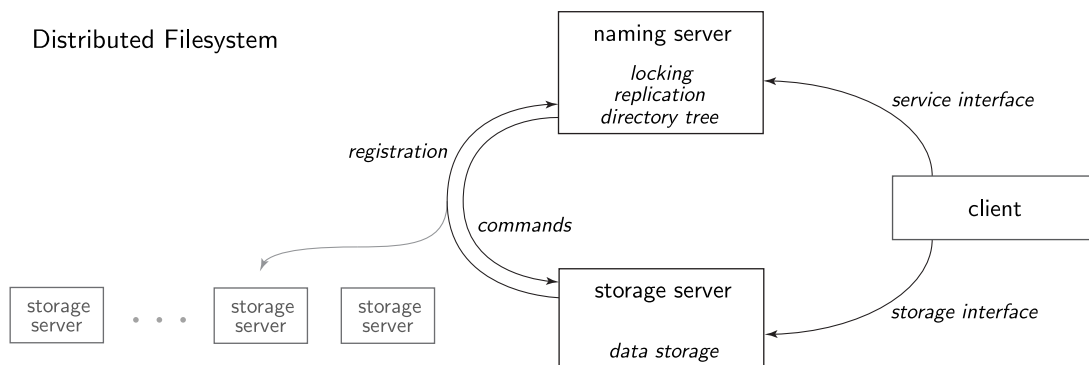 Distributed Filesystem
naming server
locking
replication
directory tree
service interface
registration
client
commands
storage server
storage interface
data storage
storage
server
storage
server
storage
server